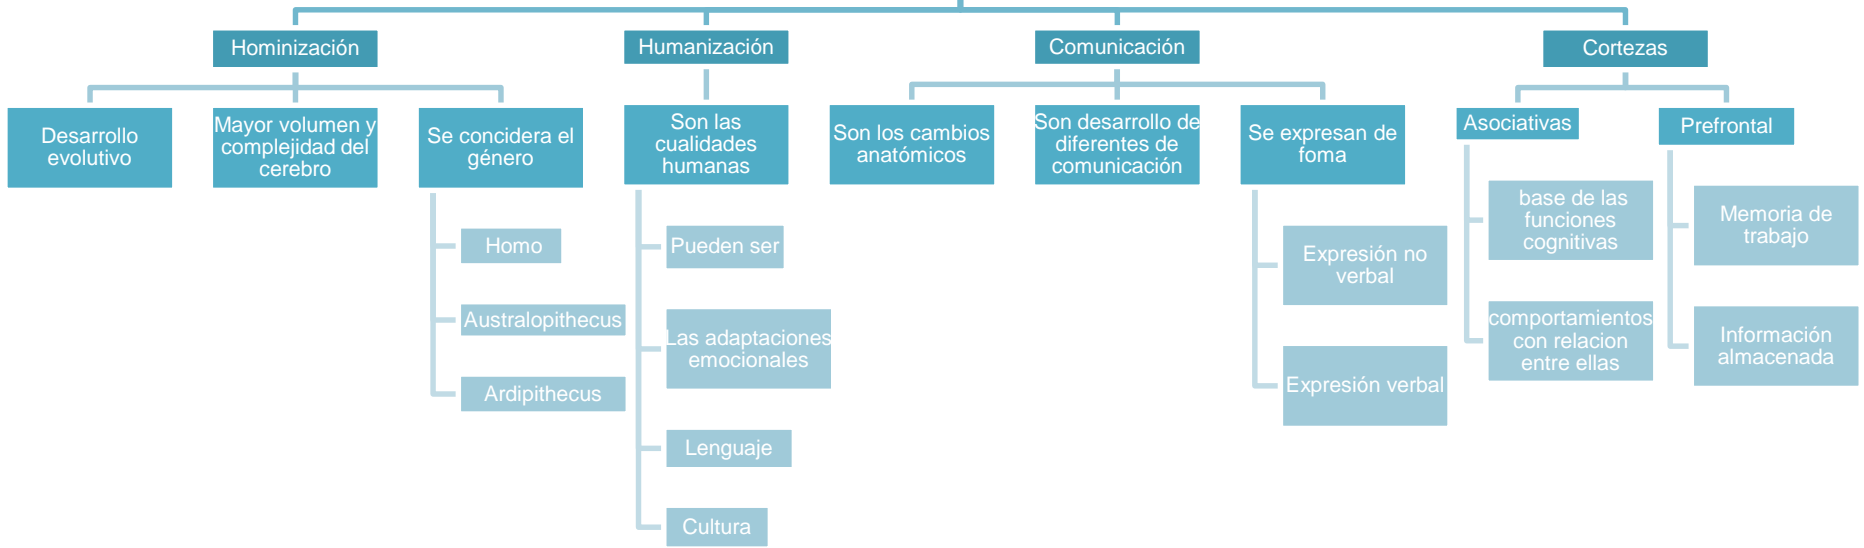 Hominización
Desarrollo
evolutivo
Mayor volumen y
complejidad del
cerebro
Se concidera el
género
Homo
Australopithecus
Ardipithecus
Humanización
Son las
cualidades
humanas
Pueden ser
Las adaptaciones
emocionales
Lenguaje
Cultura
Comunicación
Son los cambios
anatómicos
Son desarrollo de
diferentes de
comunicación
Se expresan de
foma
Expresión no
verbal
Expresión verbal
Cortezas
Asociativas
base de las
funciones
cognitivas
comportamientos
con relacion
entre ellas
Prefrontal
Memoria de
trabajo
Información
almacenada